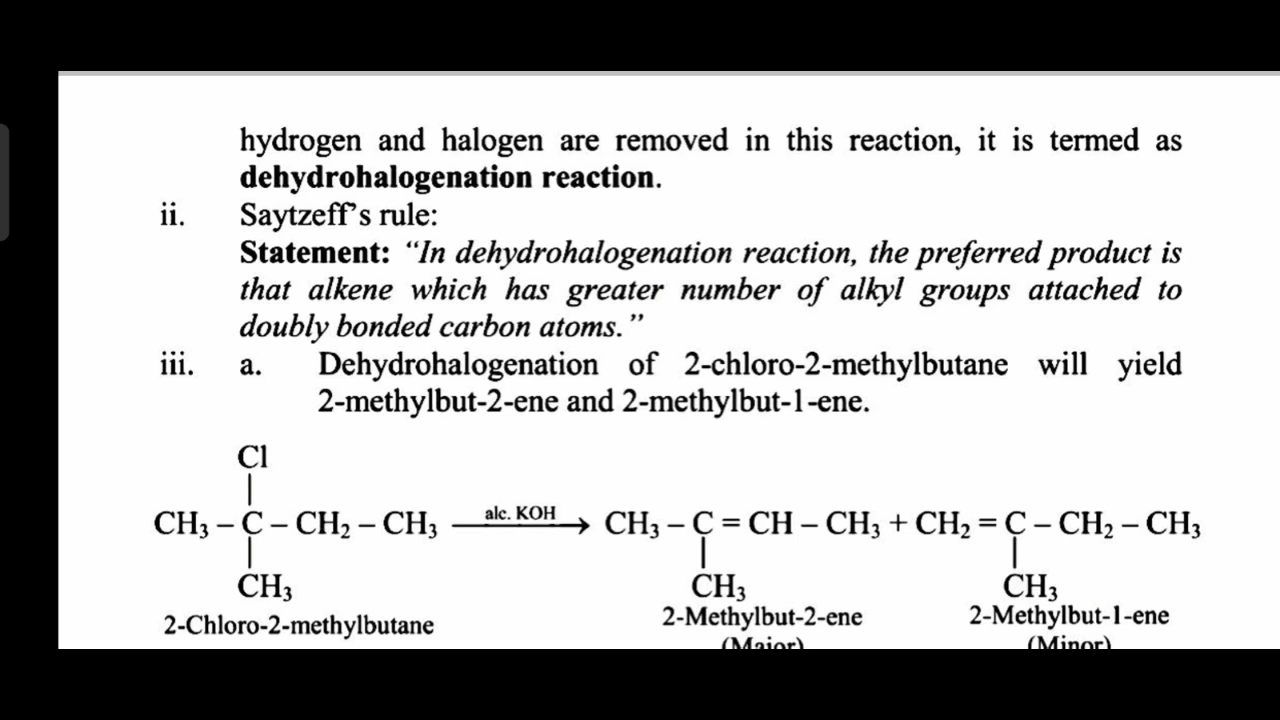 hydrogen and halogen are removed in this reaction, it is termed as
dehydrohalogenation reaction.
ii. Saytzeff's rule:
Statement: “In dehydrohalogenation reaction, the preferred product is
that alkene which has greater number of alkyl groups attached to
doubly bonded carbon atoms.”
iii. a. Dehydrohalogenation of 2-chloro-2-methylbutane will yield
2-methylbut-2-ene and 2-methylbut-1-ene.
Cl
|
CH₃ – C – CH₂ – CH₃ alc. KOH → CH₃ – C = CH – CH₃ + CH₂ = C – CH₂ – CH₃
| | |
CH₃ CH₃ CH₃
2-Chloro-2-methylbutane 2-Methylbut-2-ene 2-Methylbut-1-ene
(Major) (Minor)